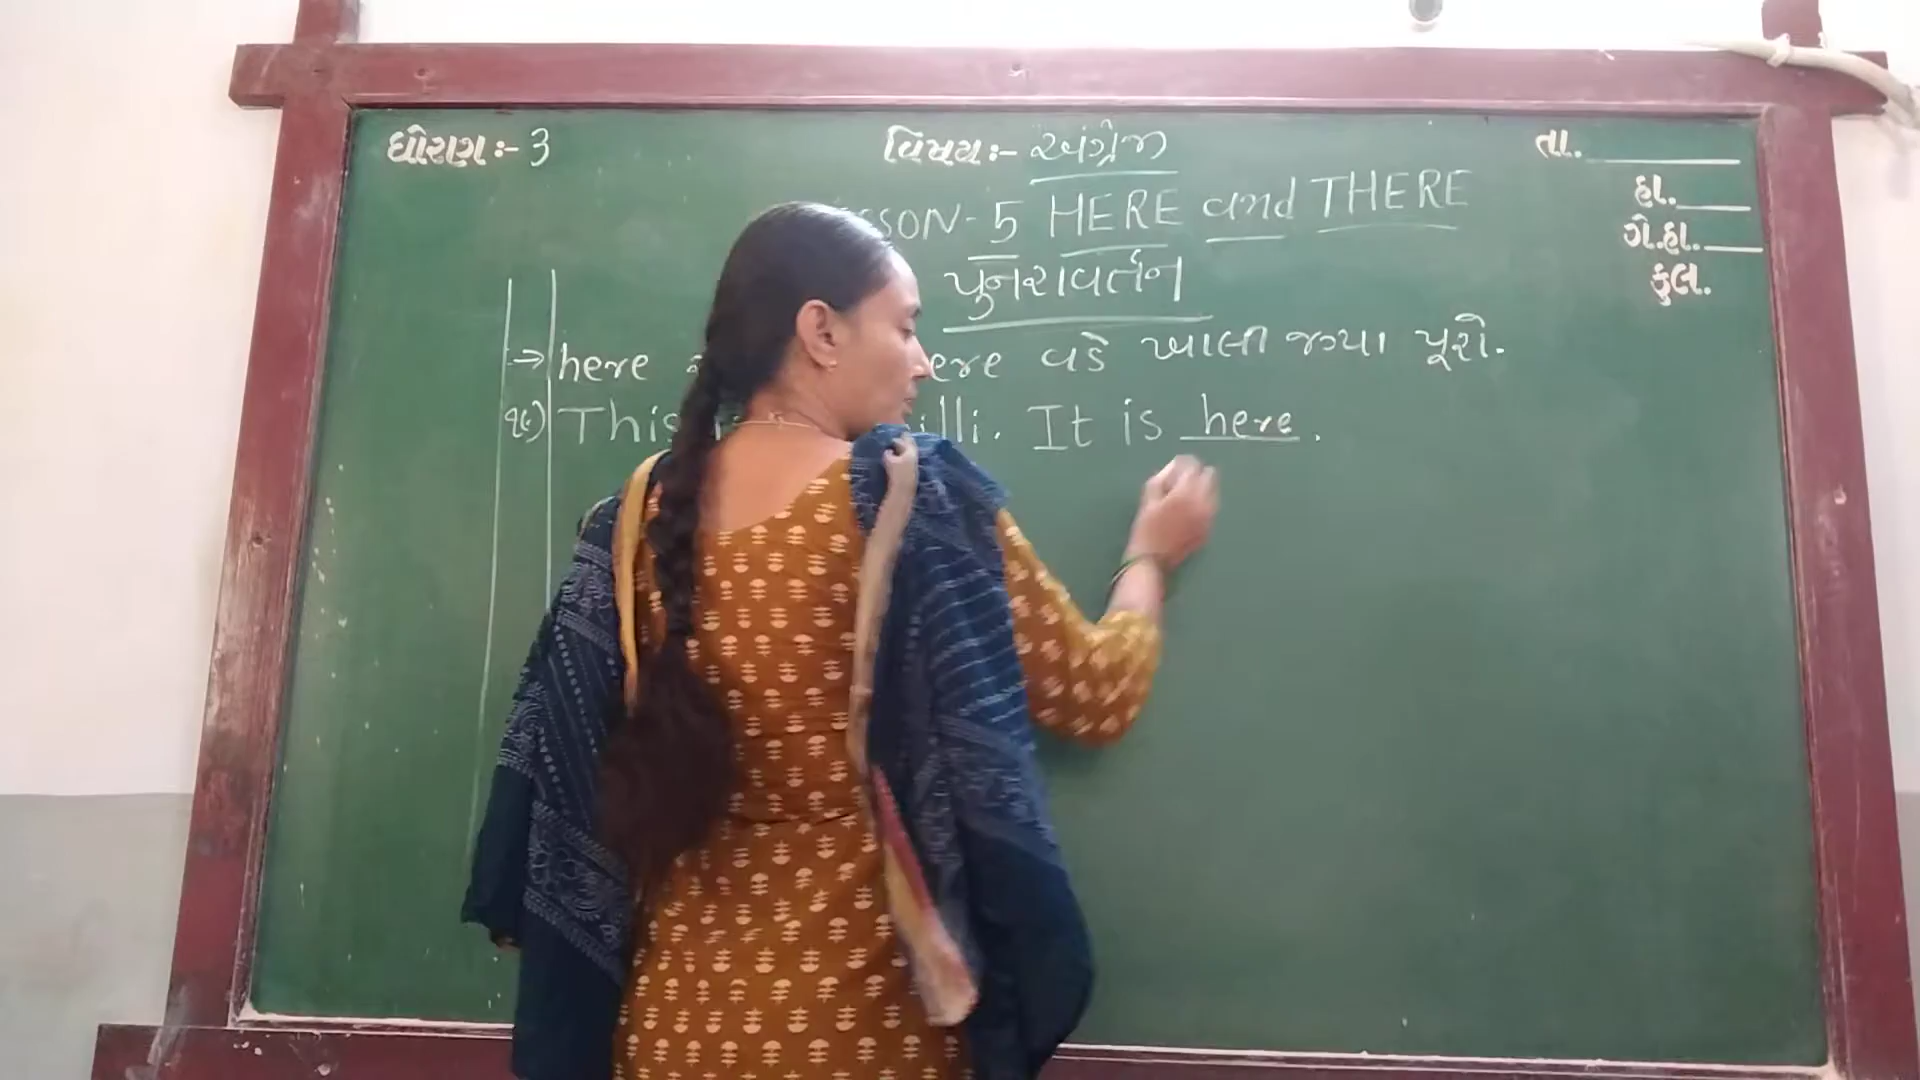 ધોરણ:- 3
વિષય:- અંગ્રેજી
તા.
હા.
ગે.હા.
કુલ.
SSON - 5 HERE and THERE
પુનરાવર્તન
→ here ere વડે ખાલી જગ્યા પૂરો.
૧૯) This illi. It is here.